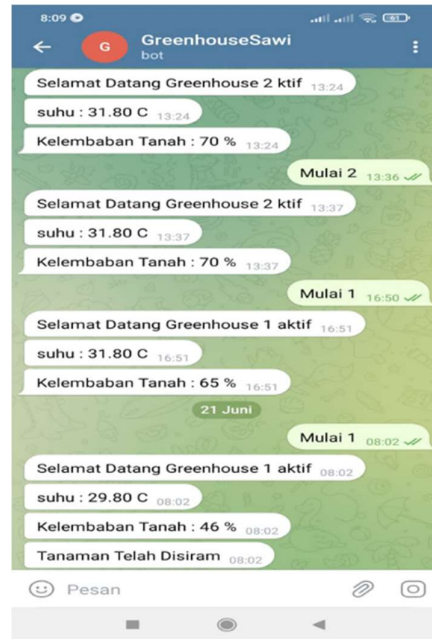 8:09
61
G
GreenhouseSawi
bot
Selamat Datang Greenhouse 2 ktif 13:24
suhu : 31.80 C 13:24
Kelembaban Tanah : 70 % 13:24
Mulai 2 13:36
Selamat Datang Greenhouse 2 ktif 13:37
suhu : 31.80 C 13:37
Kelembaban Tanah : 70 % 13:37
Mulai 1 16:50
Selamat Datang Greenhouse 1 aktif 16:51
suhu : 31.80 C 16:51
Kelembaban Tanah : 65 % 16:51
21 Juni
Mulai 1 08:02
Selamat Datang Greenhouse 1 aktif 08:02
suhu : 29.80 C 08:02
Kelembaban Tanah : 46 % 08:02
Tanaman Telah Disiram 08:02
Pesan